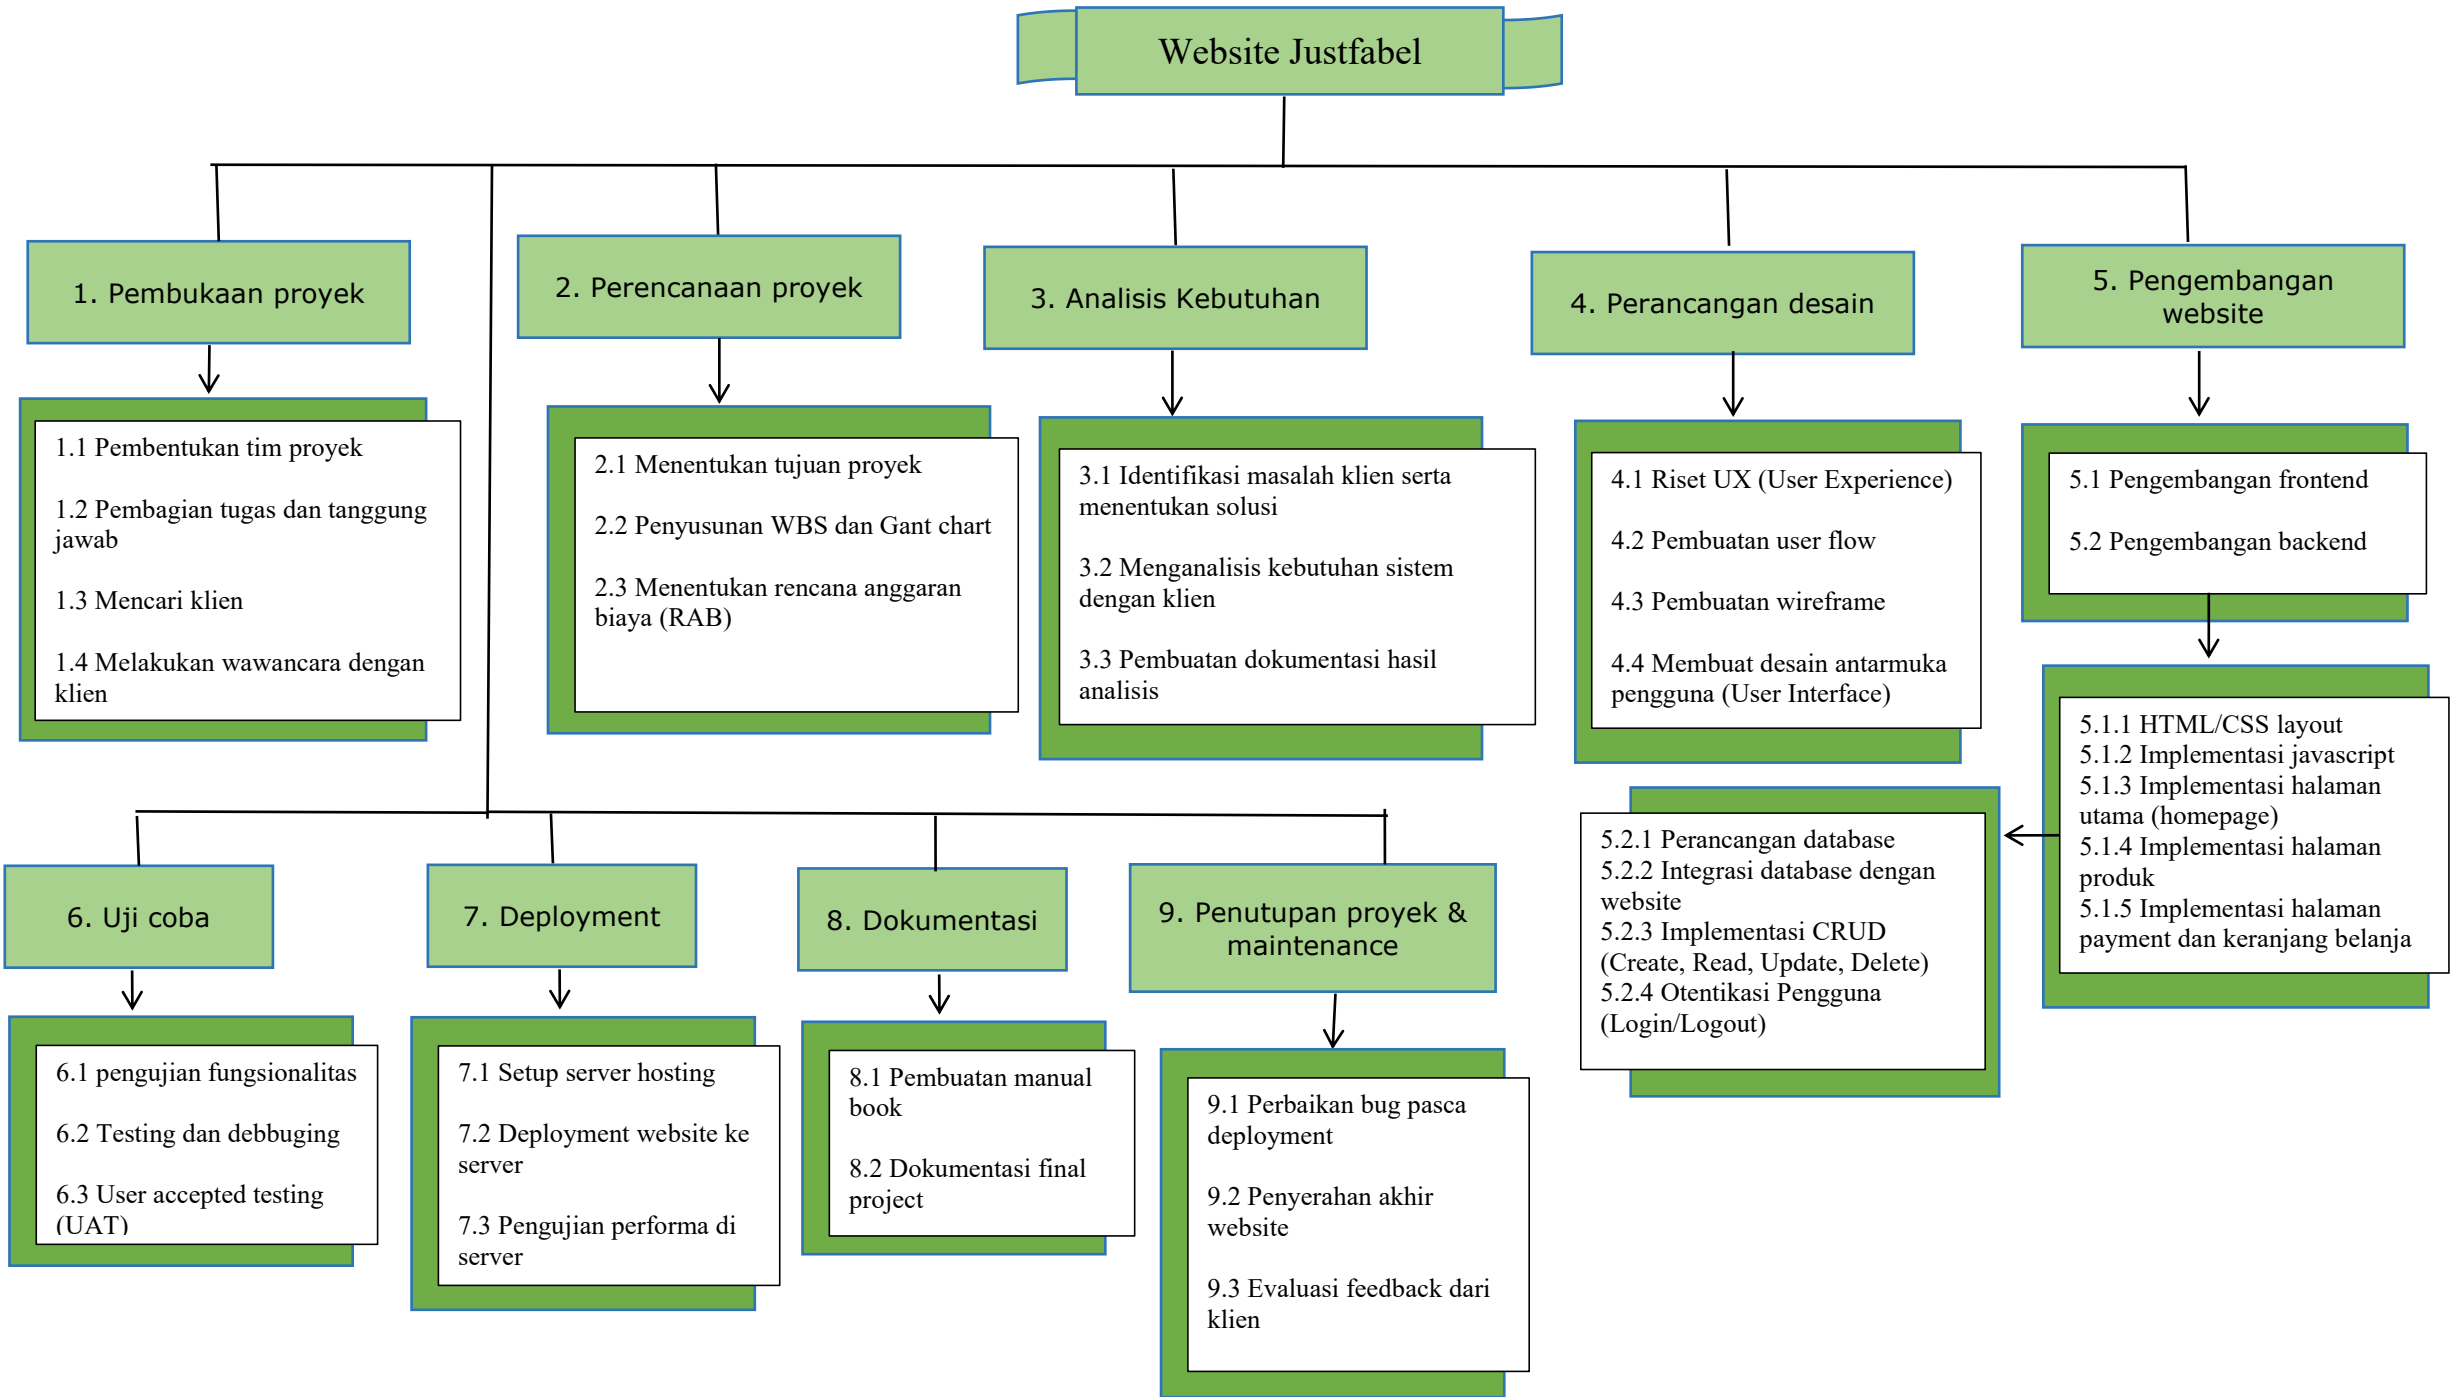 Website Justfabel
1. Pembukaan proyek
2. Perencanaan proyek
3. Analisis Kebutuhan
4. Perancangan desain
5. Pengembangan
website
1.1 Pembentukan tim proyek
1.2 Pembagian tugas dan tanggung
jawab
1.3 Mencari klien
1.4 Melakukan wawancara dengan
klien
2.1 Menentukan tujuan proyek
2.2 Penyusunan WBS dan Gant chart
2.3 Menentukan rencana anggaran
biaya (RAB)
3.1 Identifikasi masalah klien serta
menentukan solusi
3.2 Menganalisis kebutuhan sistem
dengan klien
3.3 Pembuatan dokumentasi hasil
analisis
4.1 Riset UX (User Experience)
4.2 Pembuatan user flow
4.3 Pembuatan wireframe
4.4 Membuat desain antarmuka
pengguna (User Interface)
5.1 Pengembangan frontend
5.2 Pengembangan backend
5.1.1 HTML/CSS layout
5.1.2 Implementasi javascript
5.1.3 Implementasi halaman
utama (homepage)
5.1.4 Implementasi halaman
produk
5.1.5 Implementasi halaman
payment dan keranjang belanja
5.2.1 Perancangan database
5.2.2 Integrasi database dengan
website
5.2.3 Implementasi CRUD
(Create, Read, Update, Delete)
5.2.4 Otentikasi Pengguna
(Login/Logout)
6. Uji coba
7. Deployment
8. Dokumentasi
9. Penutupan proyek &
maintenance
6.1 pengujian fungsionalitas
6.2 Testing dan debbuging
6.3 User accepted testing
(UAT)
7.1 Setup server hosting
7.2 Deployment website ke
server
7.3 Pengujian performa di
server
8.1 Pembuatan manual
book
8.2 Dokumentasi final
project
9.1 Perbaikan bug pasca
deployment
9.2 Penyerahan akhir
website
9.3 Evaluasi feedback dari
klien